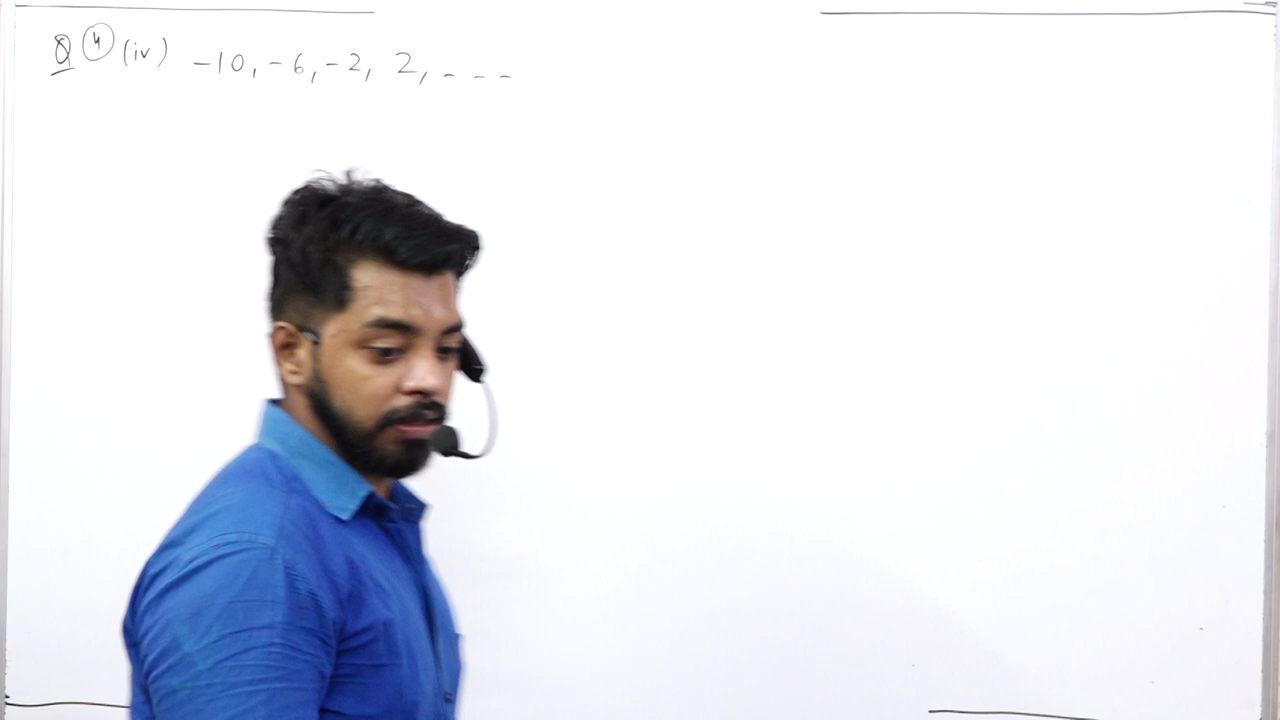 Q (4) (iv) -10, -6, -2, 2, - - -